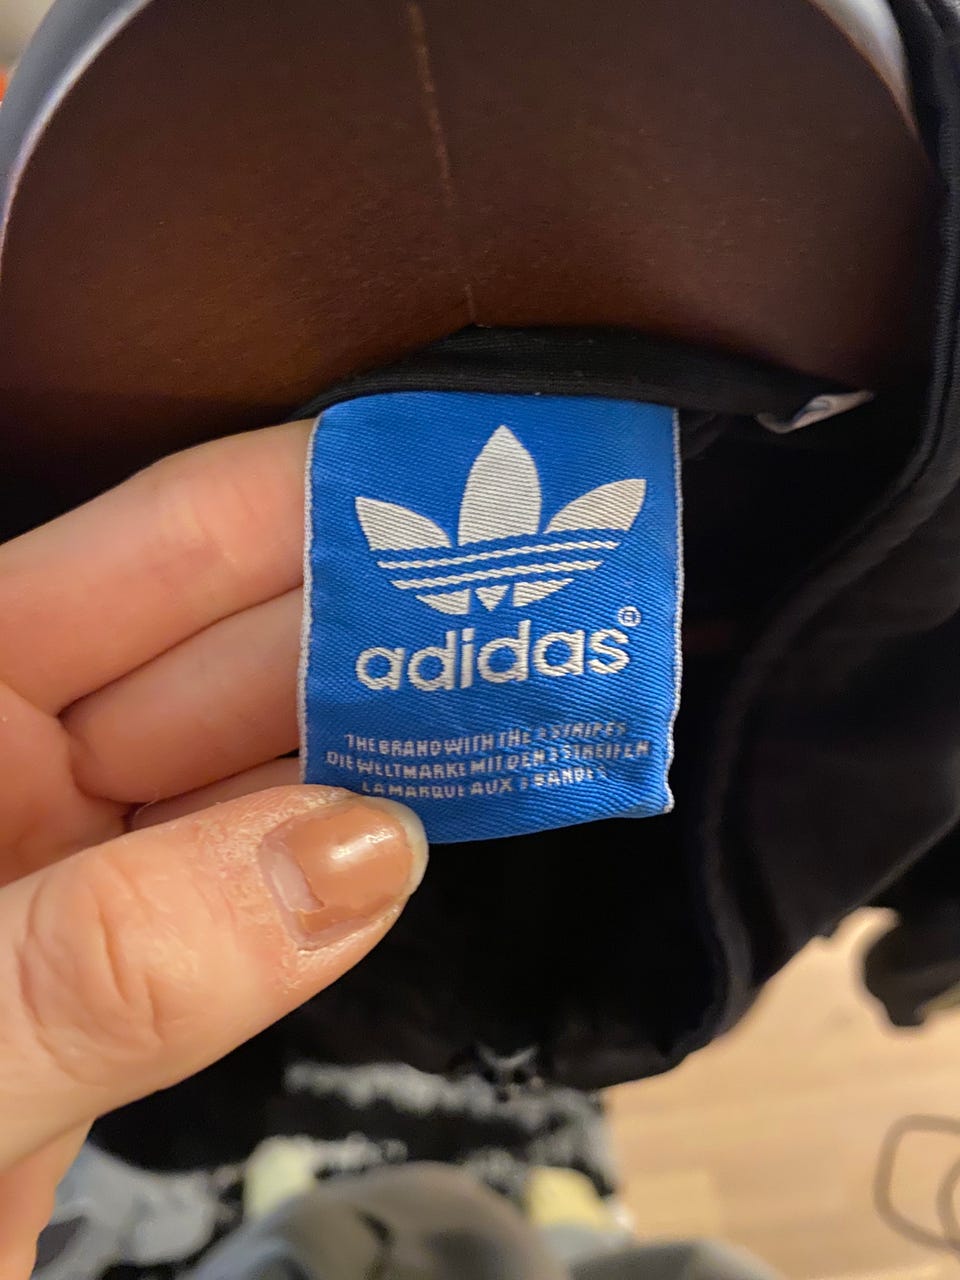 adidas®
THE BRAND WITH THE 3 STRIPES
DIE WELTMARKE MIT DEN 3 STREIFEN
LA MARQUE AUX 3 BANDES